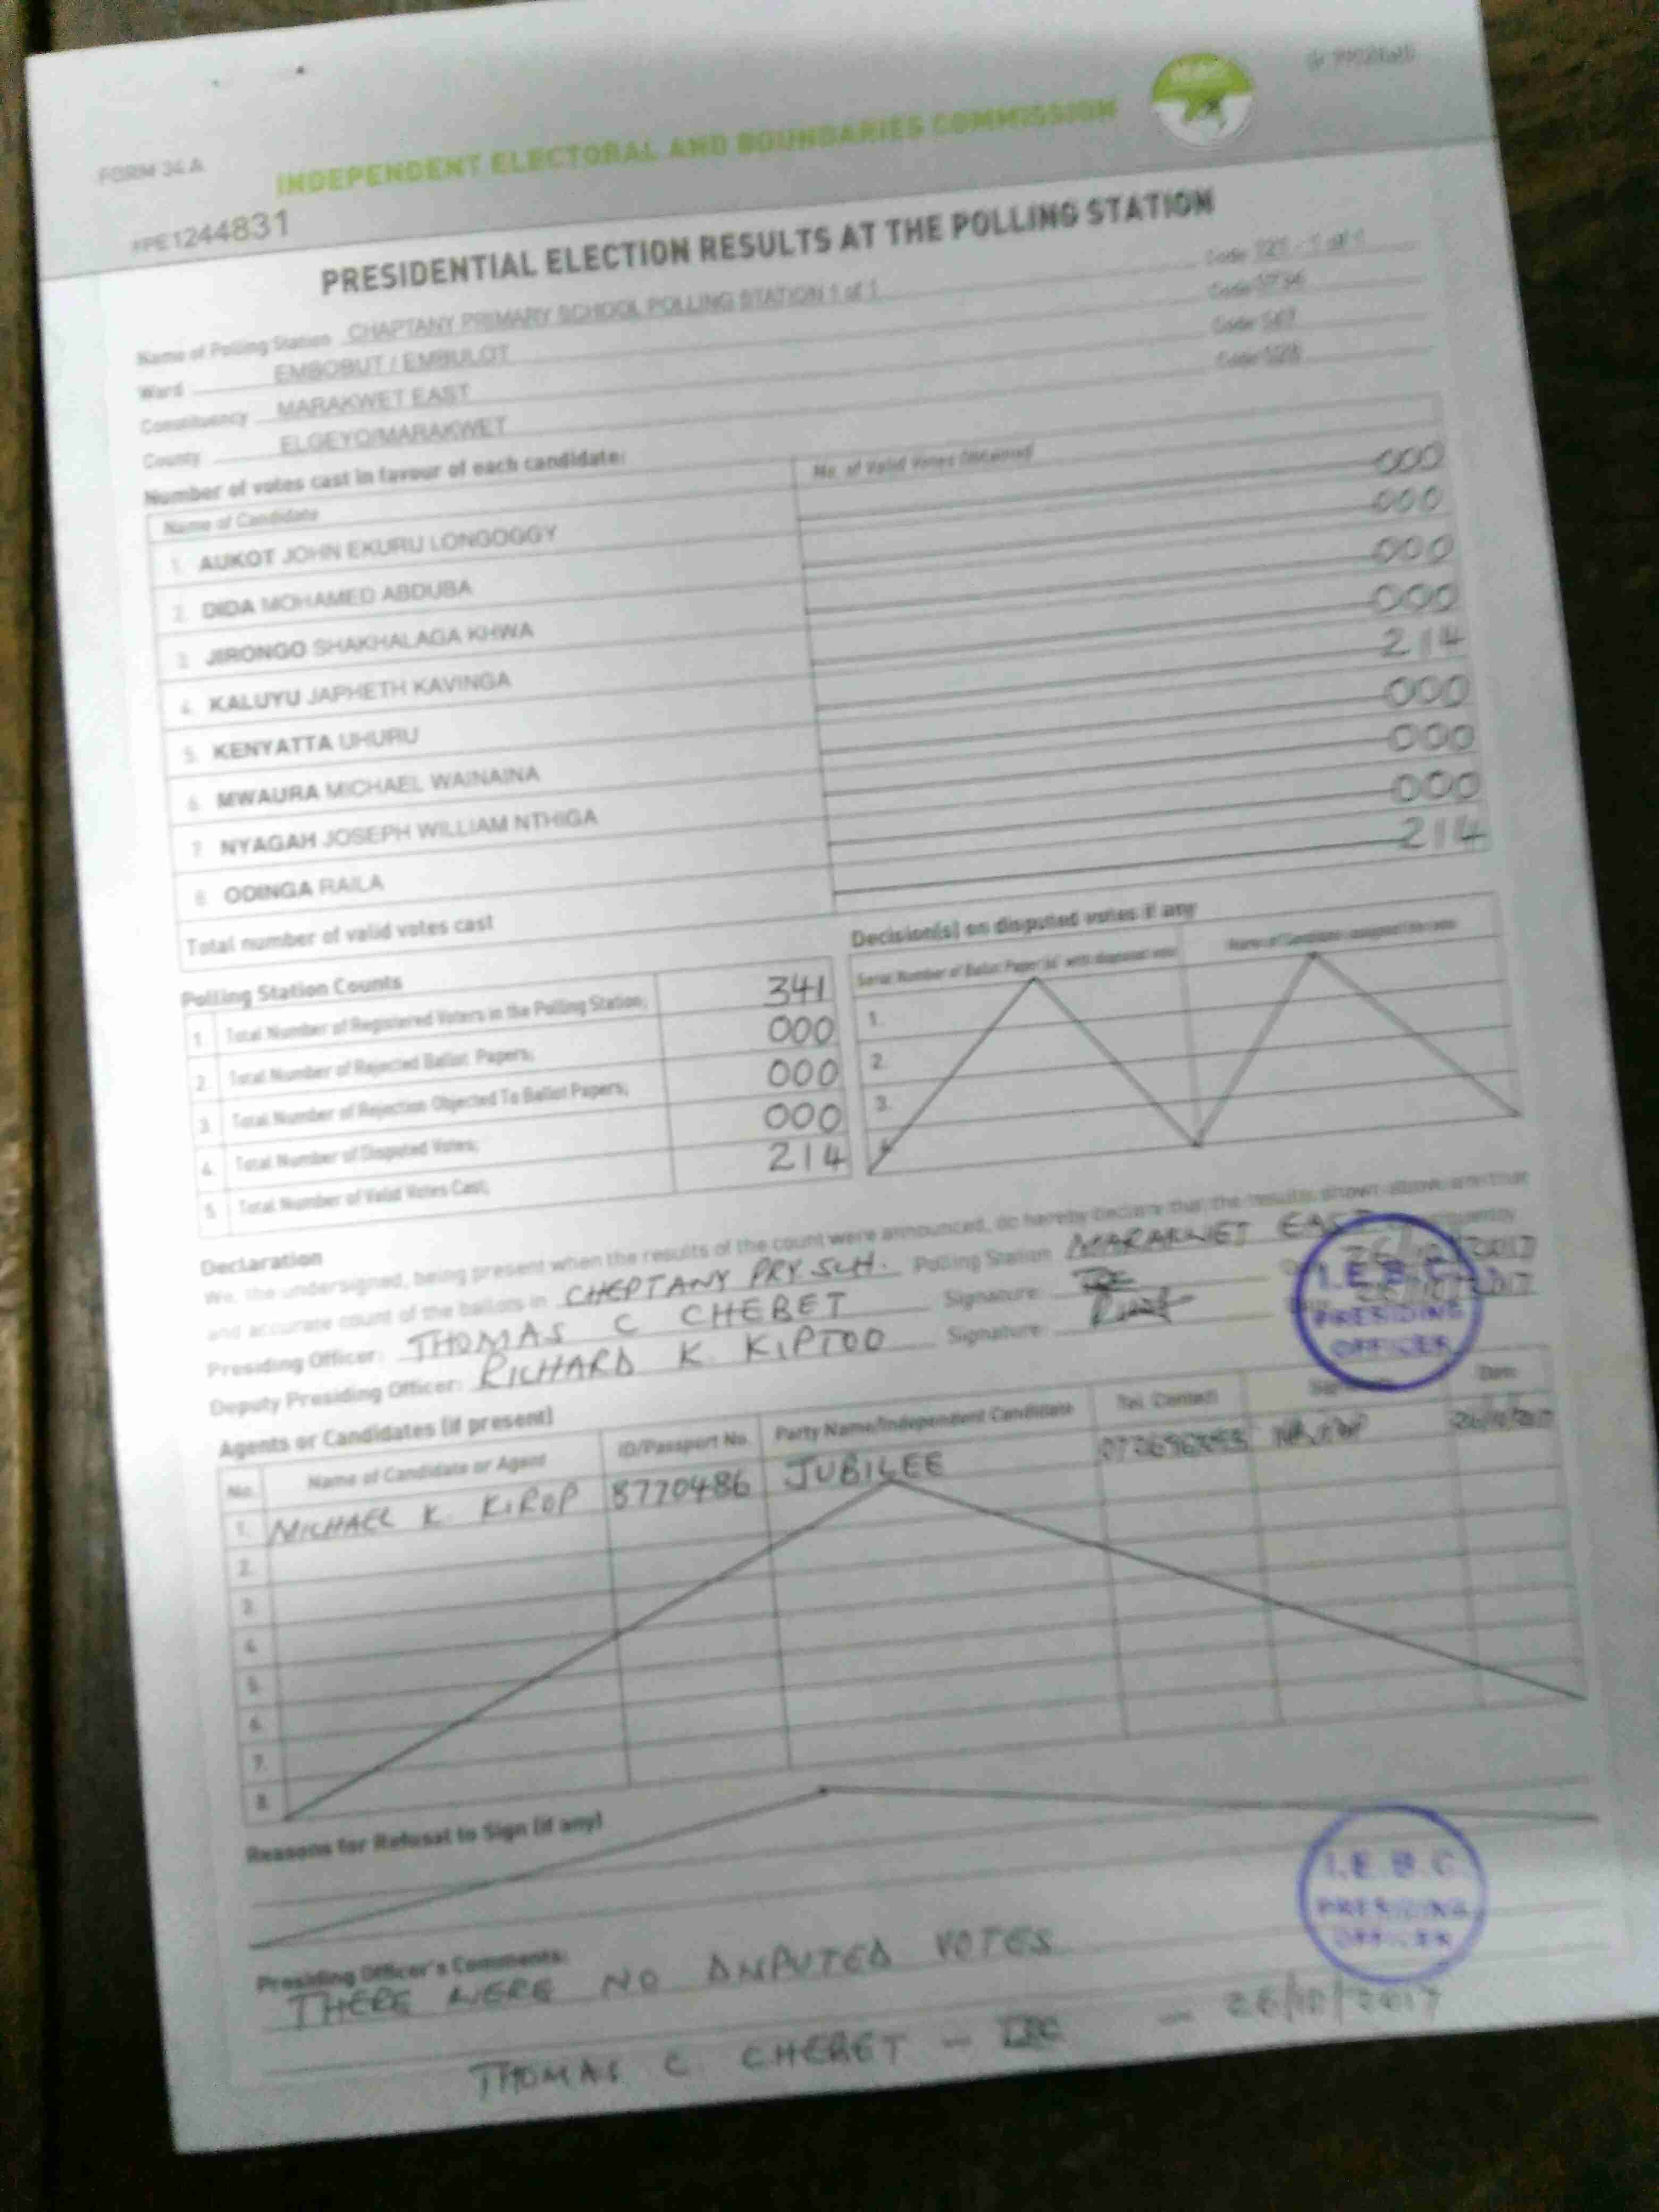 FORM 34 A
INDEPENDENT ELECTORAL AND BOUNDARIES COMMISSION
#PE1244831
PRESIDENTIAL ELECTION RESULTS AT THE POLLING STATION
Name of Polling Station CHAPTANY PRIMARY SCHOOL POLLING STATION 1 of 1 Code 121 - 1 of 1
Ward EMBOBUT / EMBULOT Code
Constituency MARAKWET EAST Code
County ELGEYO/MARAKWET Code
Number of votes cast in favour of each candidate:
Name of Candidate No. of Valid Votes Obtained
1. AUKOT JOHN EKURU LONGOGGY 000
2. DIDA MOHAMED ABDUBA 000
3. JIRONGO SHAKHALAGA KHWA 000
4. KALUYU JAPHETH KAVINGA 000
5. KENYATTA UHURU 214
6. MWAURA MICHAEL WAINAINA 000
7. NYAGAH JOSEPH WILLIAM NTHIGA 000
8. ODINGA RAILA 000
Total number of valid votes cast 214
Polling Station Counts
1. Total Number of Registered Voters in the Polling Station; 341
2. Total Number of Rejected Ballot Papers; 000
3. Total Number of Rejection Objected To Ballot Papers; 000
4. Total Number of Disputed Votes; 000
5. Total Number of Valid Votes Cast; 214
Decision(s) on disputed votes if any
Serial Number of Ballot Paper(s) with disputed vote Name of Candidate assigned the vote
1.
2.
3.
Declaration
We, the undersigned, being present when the results of the count were announced, do hereby declare that the results shown above are true
and accurate count of the ballots in CHEPTANY PRY SCH. Polling Station MARAKWET EAST Constituency
Presiding Officer: THOMAS C CHEBET Signature: 26/10/2017
Deputy Presiding Officer: RICHARD K. KIPTOO Signature: 26/10/2017
I.E.B.C
PRESIDING
OFFICER
Agents or Candidates (if present)
No. Name of Candidate or Agent ID/Passport No. Party Name/Independent Candidate Tel. Contact Signature Date
1. MICHAEL K. KIROP 8770486 JUBILEE 26/10/2017
2.
3.
4.
5.
6.
7.
8.
Reasons for Refusal to Sign (if any)
Presiding Officer's Comments:
THERE WERE NO DISPUTED VOTES
THOMAS C. CHEBET - - 26/10/2017
I.E.B.C
PRESIDING
OFFICER